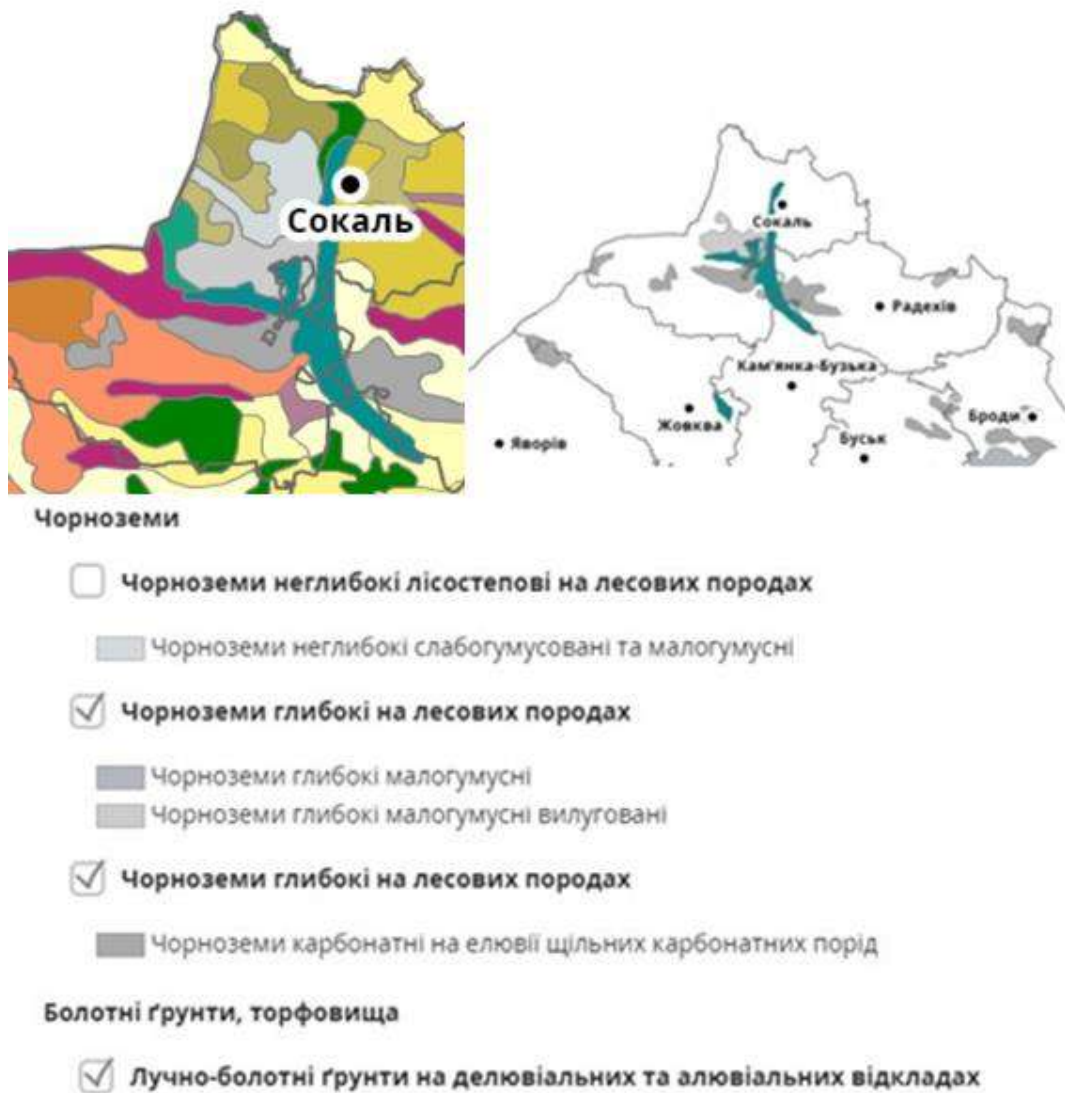 Сокаль
Сокаль
Радехів
Кам'янка-Бузька
Жовква
Броди
Яворів
Буськ
Чорноземи
Чорноземи неглибокі лісостепові на лесових породах
Чорноземи неглибокі слабогумусовані та малогумусні
Чорноземи глибокі на лесових породах
Чорноземи глибокі малогумусні
Чорноземи глибокі малогумусні вилуговані
Чорноземи глибокі на лесових породах
Чорноземи карбонатні на елювії щільних карбонатних порід
Болотні ґрунти, торфовища
Лучно-болотні ґрунти на делювіальних та алювіальних відкладах